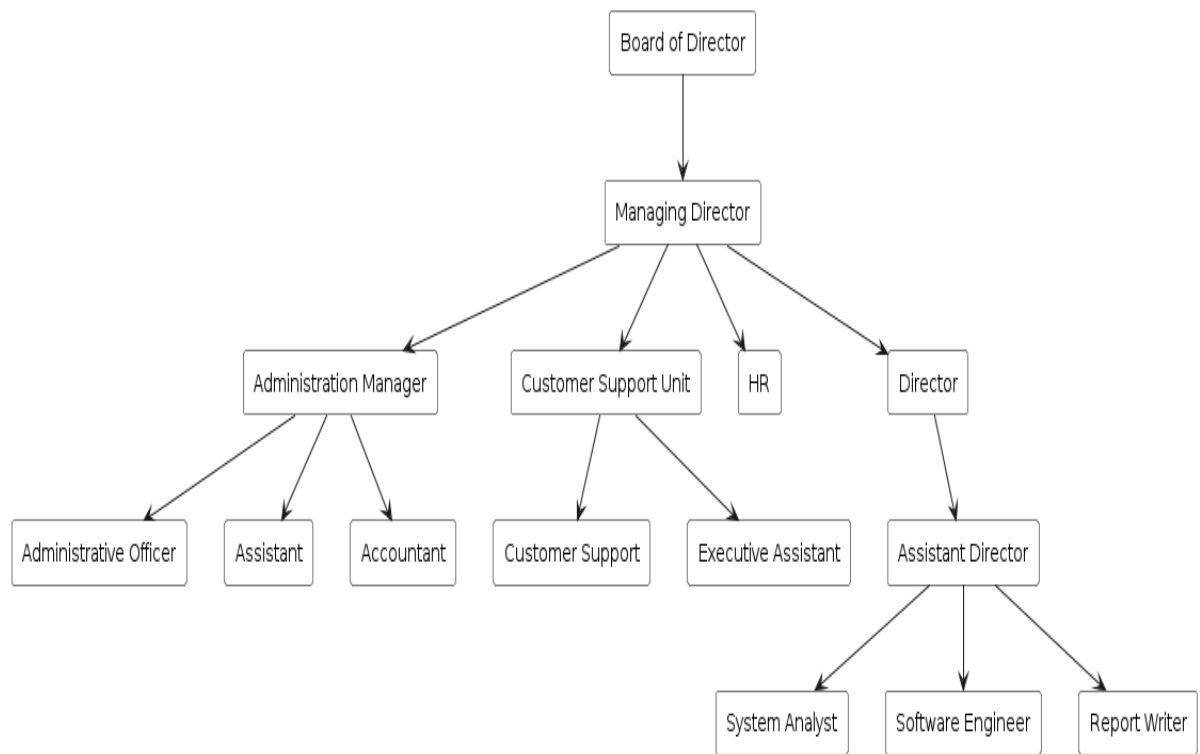 Board of Director
Managing Director
Administration Manager
Customer Support Unit
HR
Director
Administrative Officer
Assistant
Accountant
Customer Support
Executive Assistant
Assistant Director
System Analyst
Software Engineer
Report Writer